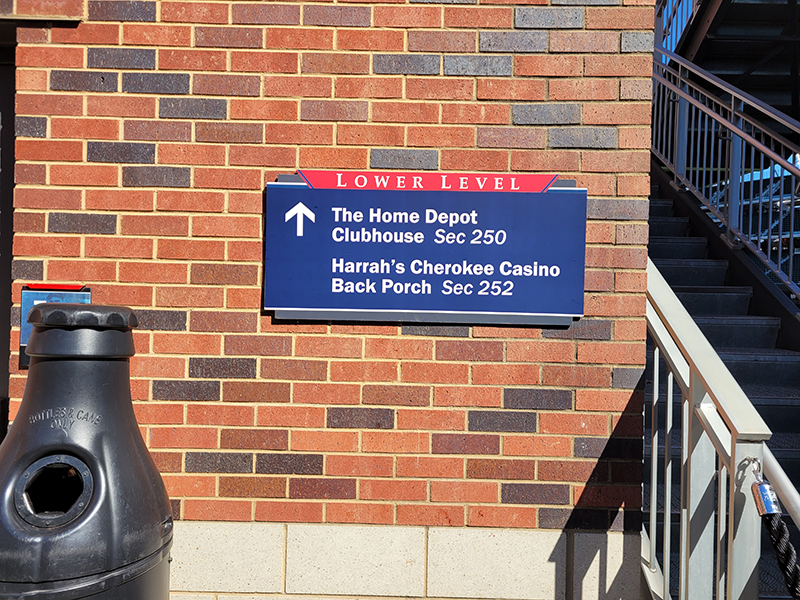 LOWER LEVEL
The Home Depot
Clubhouse Sec 250
Harrah's Cherokee Casino
Back Porch Sec 252
BOTTLES & CANS
ONLY